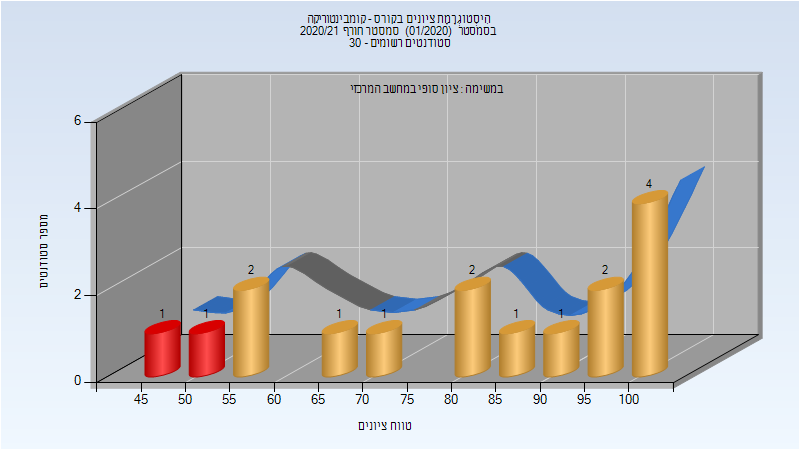 היסטוגרמת ציונים בקורס - קומבינטוריקה
בסמסטר (01/2020) סמסטר חורף 2020/21
סטודנטים רשומים - 30
במשימה : ציון סופי במחשב המרכזי
מספר סטודנטים
6
4
2
0
1
1
2
1
1
2
1
1
2
4
45 50 55 60 65 70 75 80 85 90 95 100
טווח ציונים